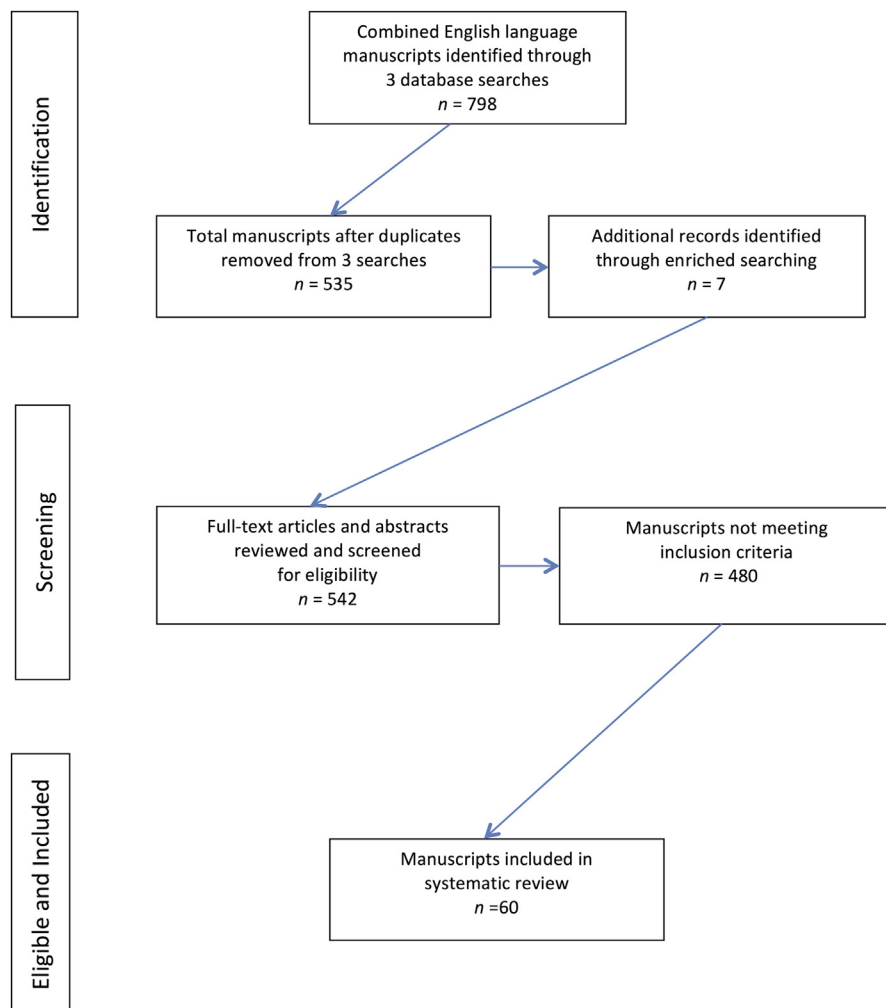 Identification
Combined English language
manuscripts identified through
3 database searches
n = 798
Total manuscripts after duplicates
removed from 3 searches
n = 535
Additional records identified
through enriched searching
n = 7
Screening
Full-text articles and abstracts
reviewed and screened
for eligibility
n = 542
Manuscripts not meeting
inclusion criteria
n = 480
Eligible and Included
Manuscripts included in
systematic review
n =60